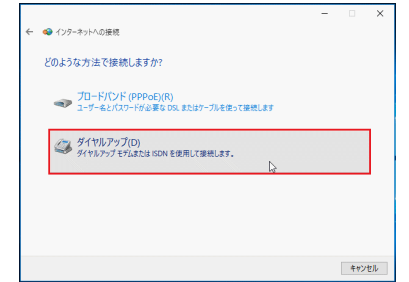 インターネットへの接続
どのような方法で接続しますか?
ブロードバンド (PPPoE)(R)
ユーザー名とパスワードが必要な DSL またはケーブルを使って接続します
ダイヤルアップ(D)
ダイヤルアップ モデムまたは ISDN を使用して接続します。
キャンセル